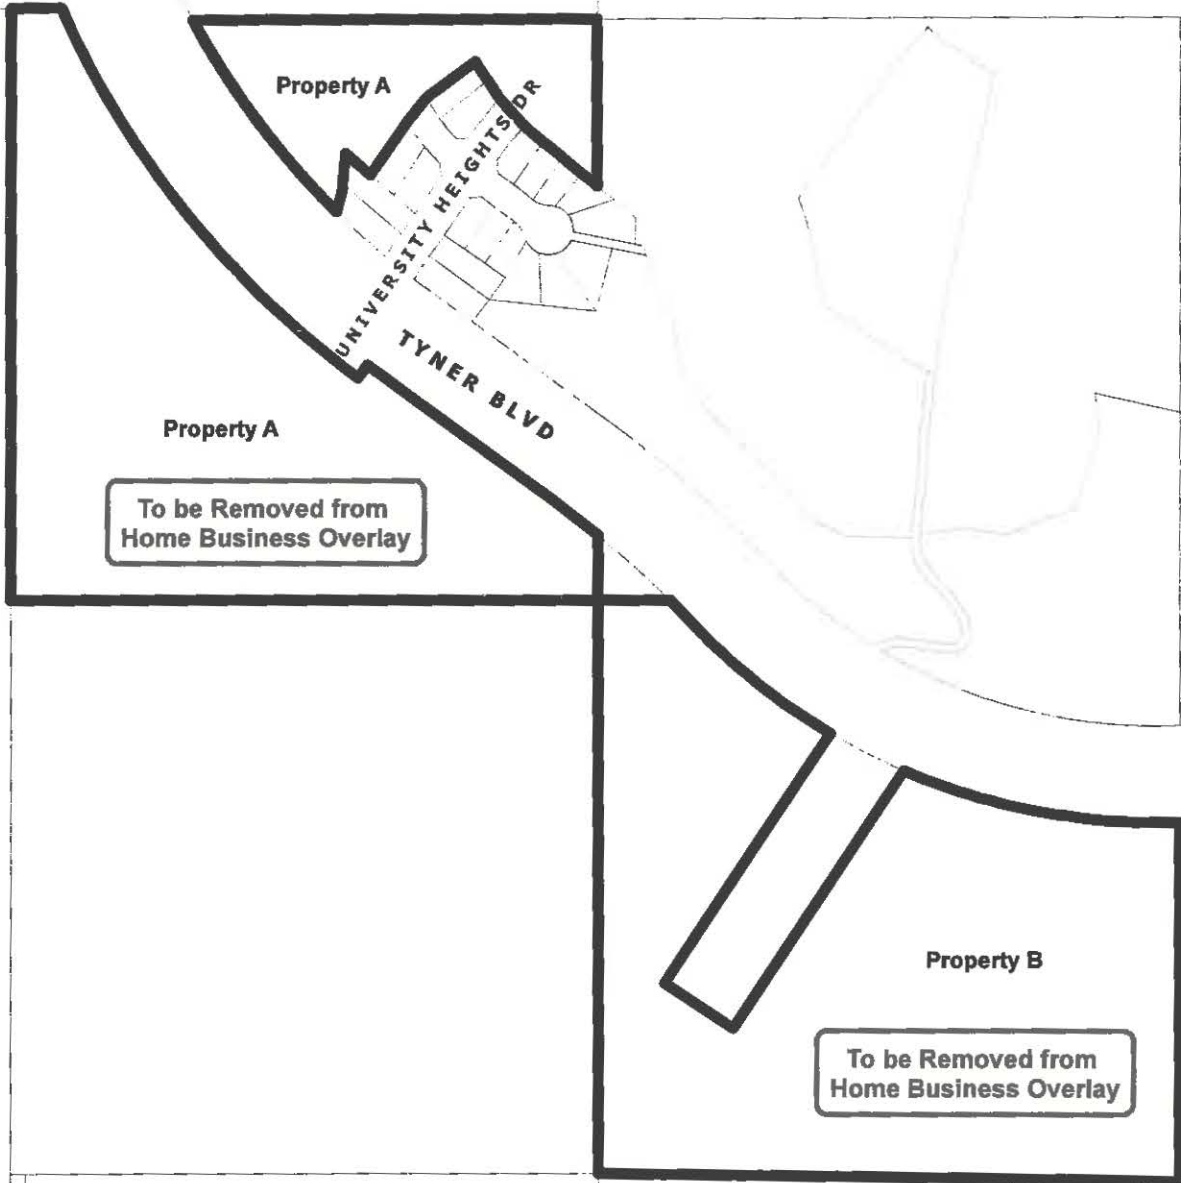 Property A
UNIVERSITY HEIGHTS DR
TYNER BLVD
Property A
To be Removed from
Home Business Overlay
Property B
To be Removed from
Home Business Overlay